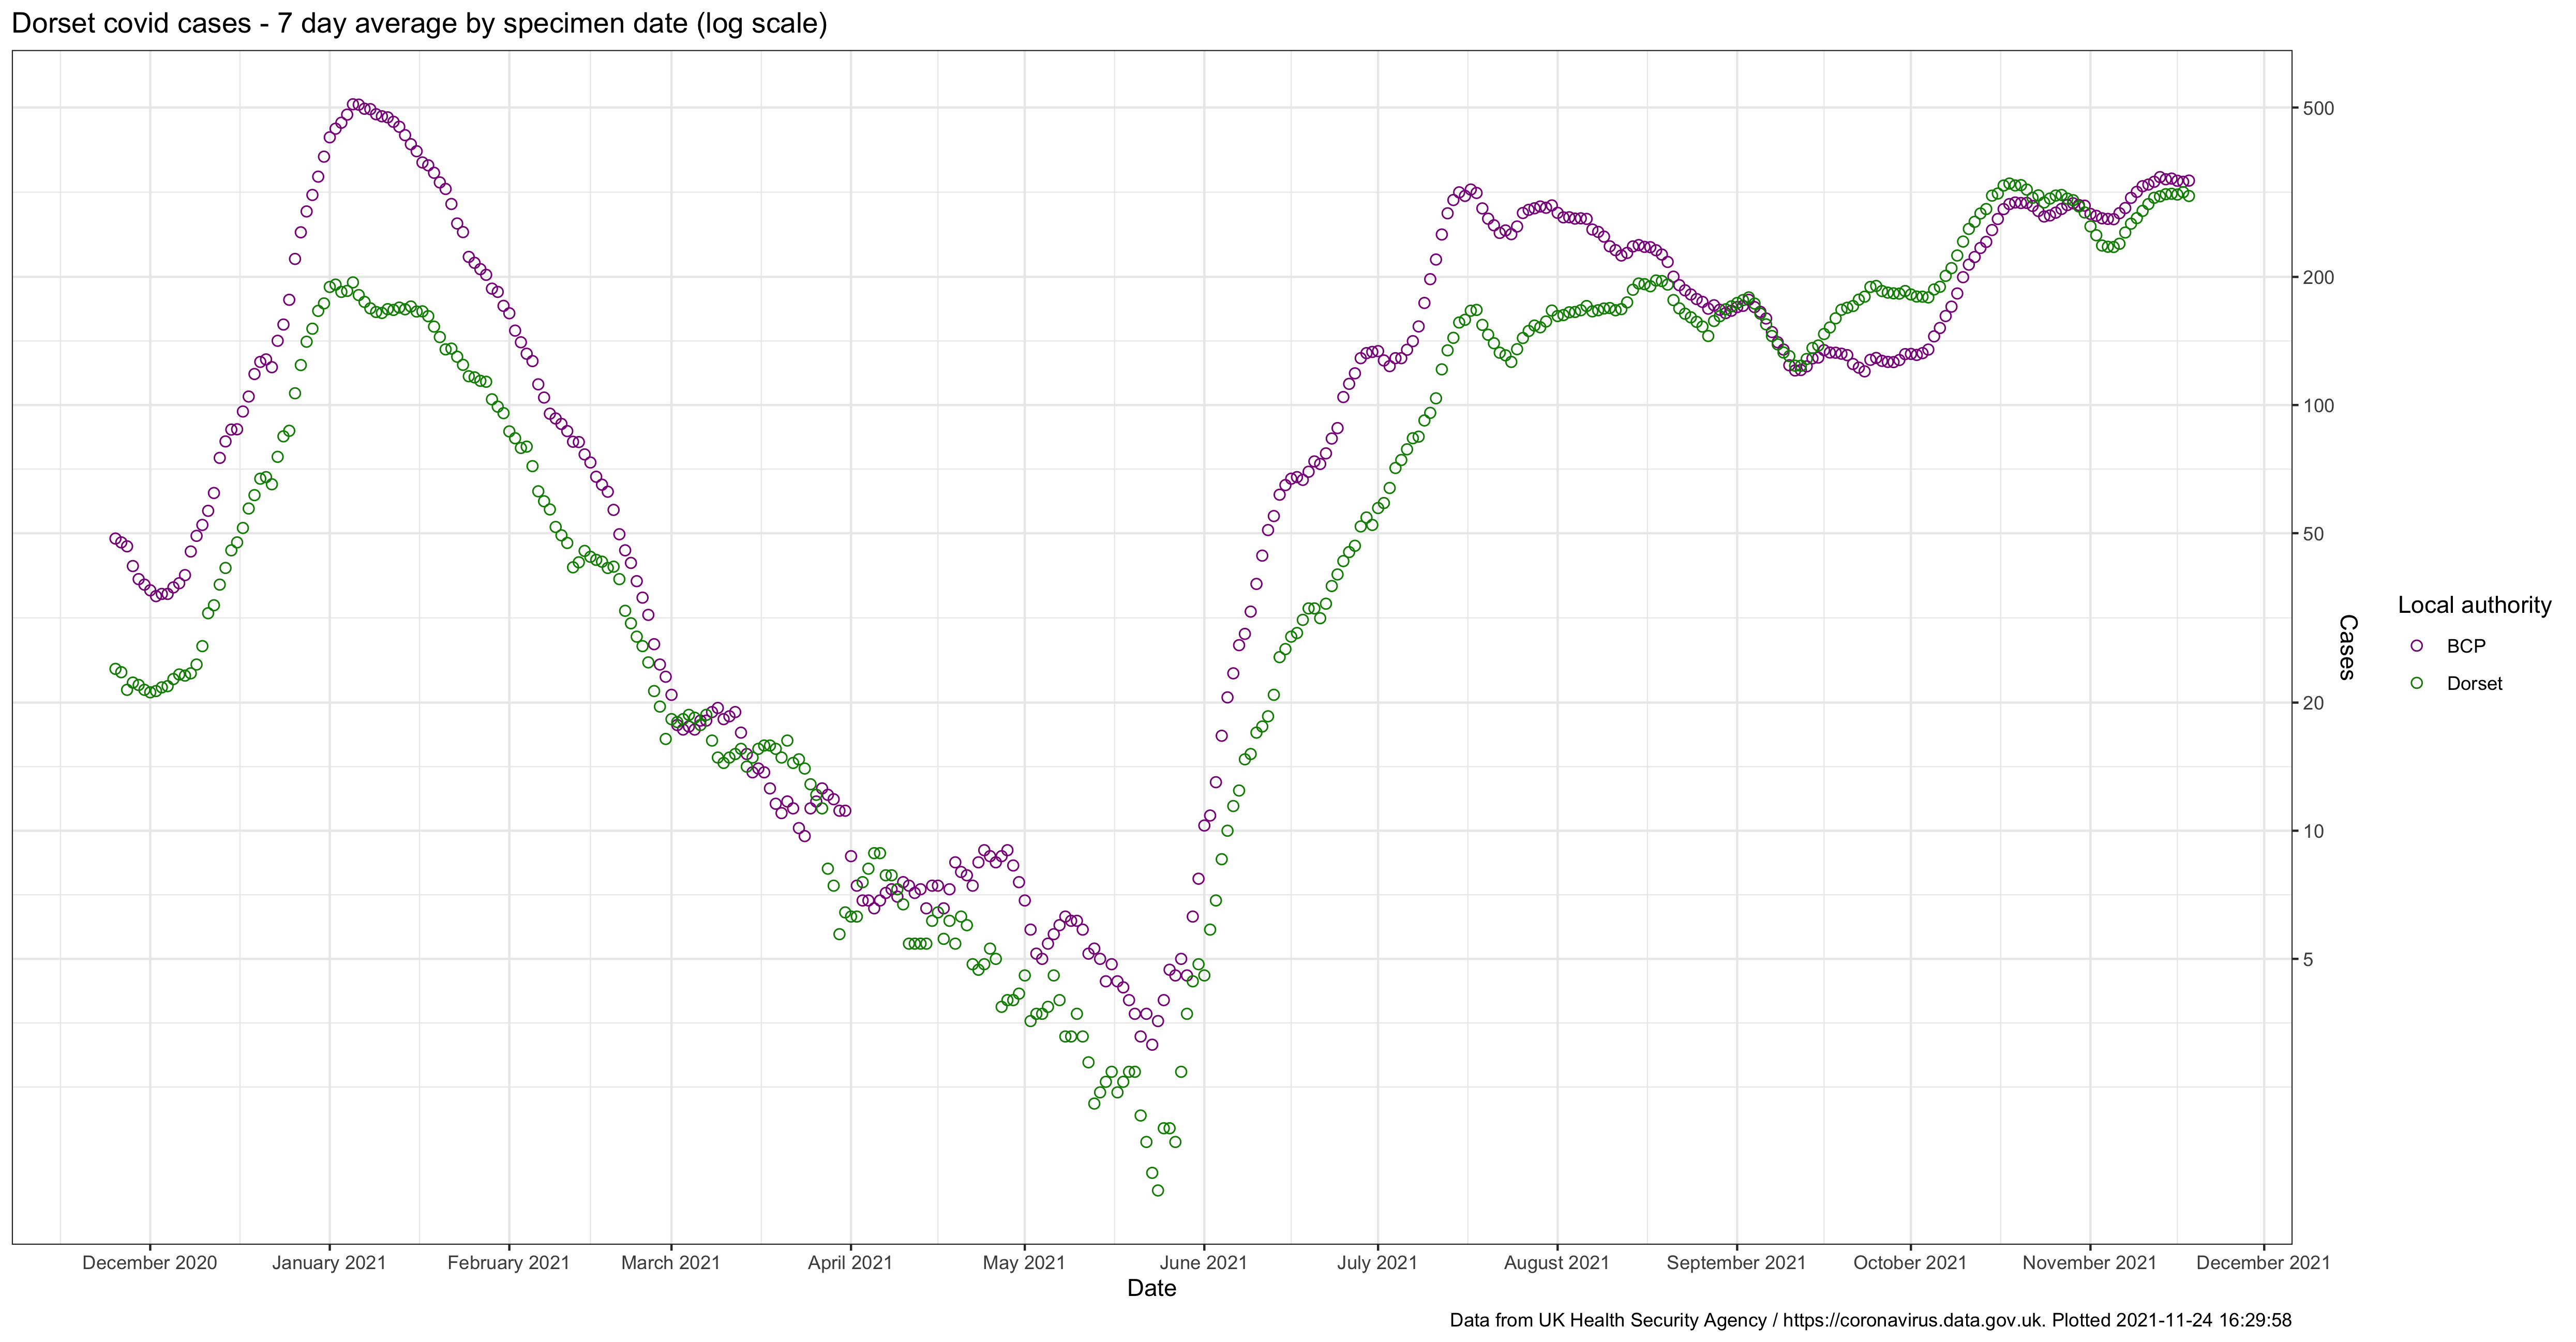 Dorset covid cases - 7 day average by specimen date (log scale)
500
200
100
50
20
10
5
Cases
Local authority
BCP
Dorset
December 2020
January 2021
February 2021
March 2021
April 2021
May 2021
June 2021
July 2021
August 2021
September 2021
October 2021
November 2021
December 2021
Date
Data from UK Health Security Agency / https://coronavirus.data.gov.uk. Plotted 2021-11-24 16:29:58